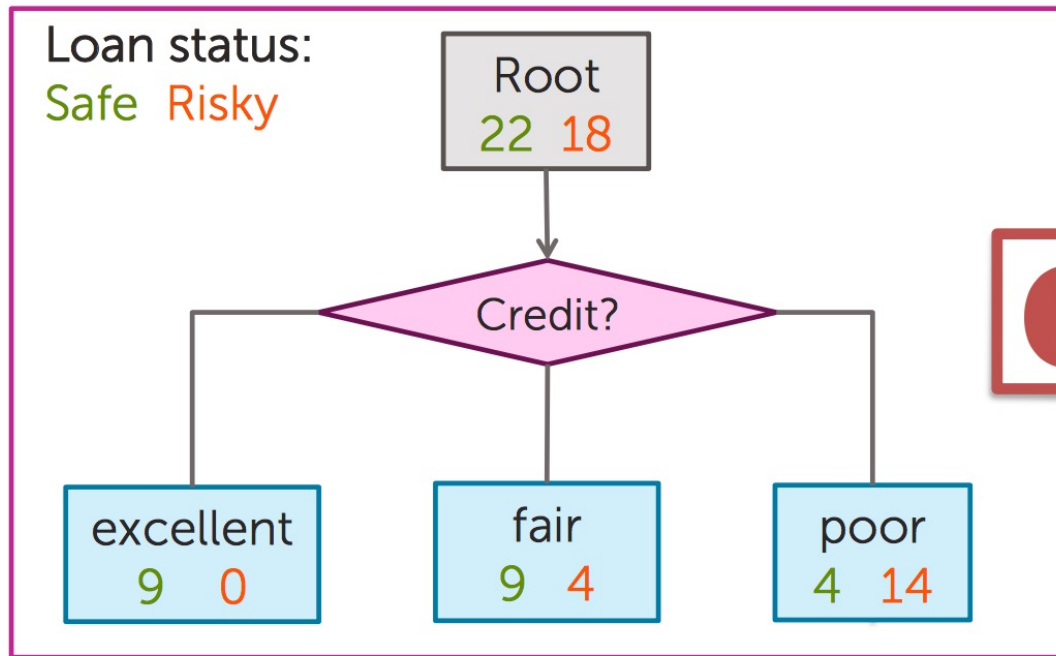 Loan status:
Safe Risky
Root
22 18
Credit?
excellent
9 0
fair
9 4
poor
4 14